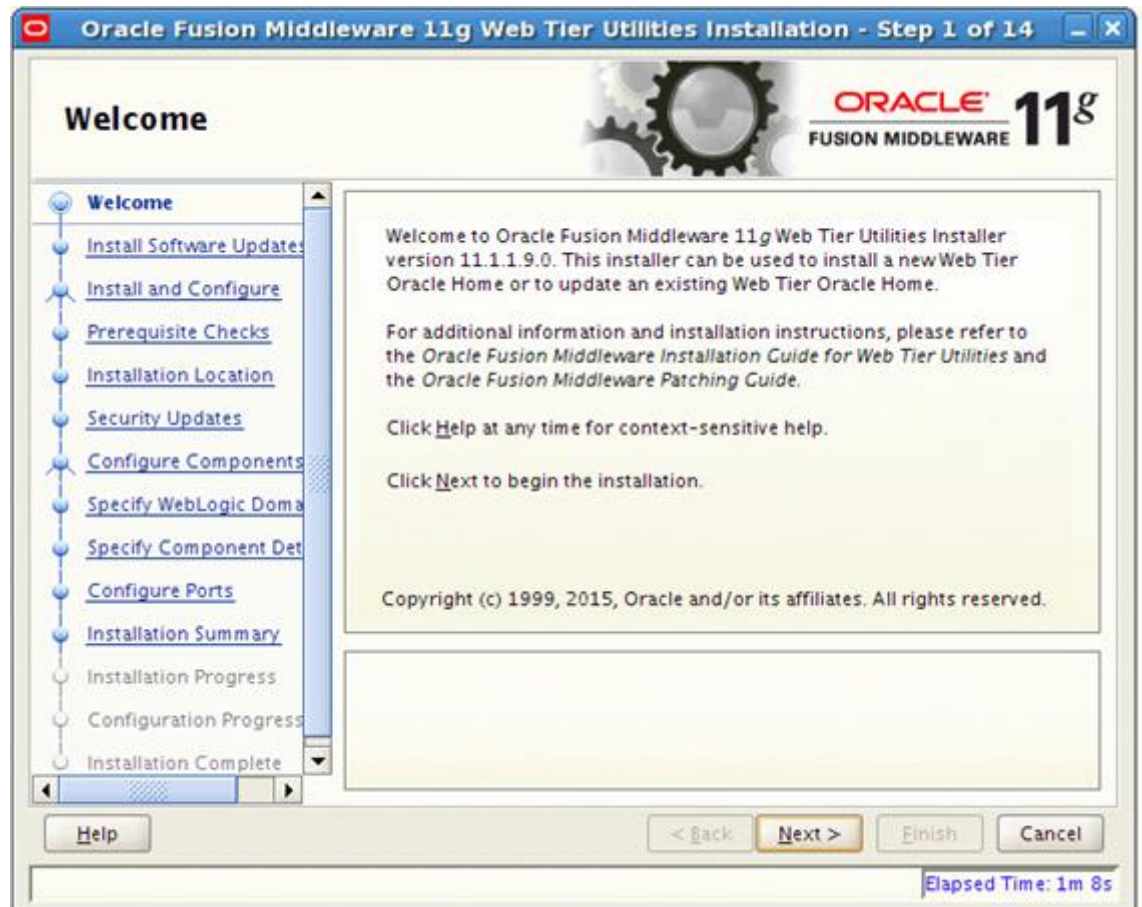 Oracle Fusion Middleware 11g Web Tier Utilities Installation - Step 1 of 14
Welcome
ORACLE
FUSION MIDDLEWARE
11g
Welcome
Install Software Updates
Install and Configure
Prerequisite Checks
Installation Location
Security Updates
Configure Components
Specify WebLogic Doma
Specify Component Det
Configure Ports
Installation Summary
Installation Progress
Configuration Progress
Installation Complete
Welcome to Oracle Fusion Middleware 11g Web Tier Utilities Installer
version 11.1.1.9.0. This installer can be used to install a new Web Tier
Oracle Home or to update an existing Web Tier Oracle Home.
For additional information and installation instructions, please refer to
the Oracle Fusion Middleware Installation Guide for Web Tier Utilities and
the Oracle Fusion Middleware Patching Guide.
Click Help at any time for context-sensitive help.
Click Next to begin the installation.
Copyright (c) 1999, 2015, Oracle and/or its affiliates. All rights reserved.
Help
< Back
Next >
Finish
Cancel
Elapsed Time: 1m 8s